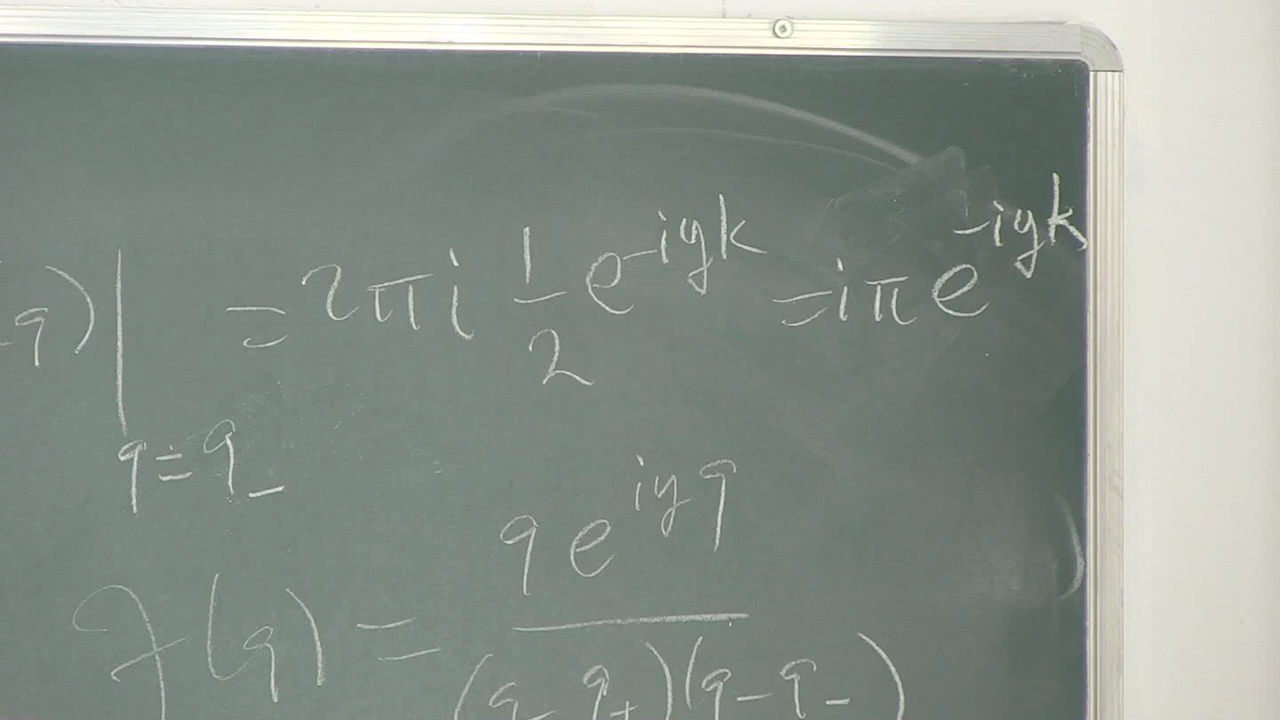 q)| = 2πi 1/2 e^{-iyk} = iπ e^{-iyk}
q = q_-
f(q) = q e^{iyq} / (q - q_+)(q - q_-)